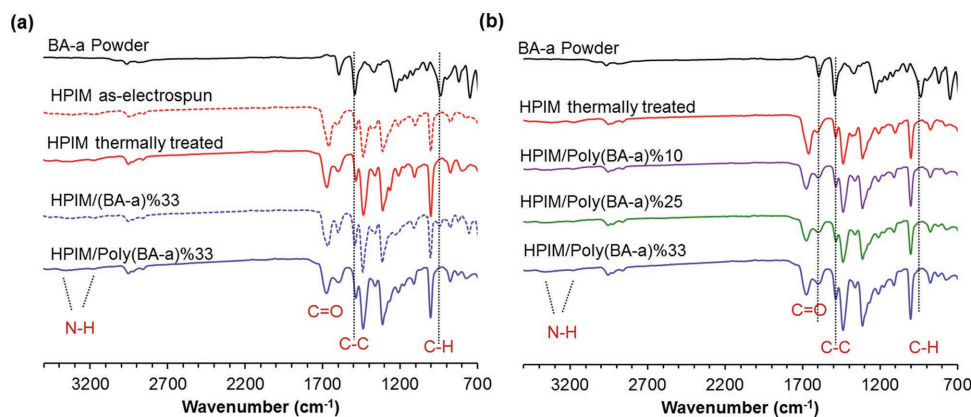 (a)
BA-a Powder
HPIM as-electrospun
HPIM thermally treated
HPIM/(BA-a)%33
HPIM/Poly(BA-a)%33
N-H
C=O
C-C
C-H
3200
2700
2200
1700
1200
700
Wavenumber (cm-1)
(b)
BA-a Powder
HPIM thermally treated
HPIM/Poly(BA-a)%10
HPIM/Poly(BA-a)%25
HPIM/Poly(BA-a)%33
N-H
C=O
C-C
C-H
3200
2700
2200
1700
1200
700
Wavenumber (cm-1)